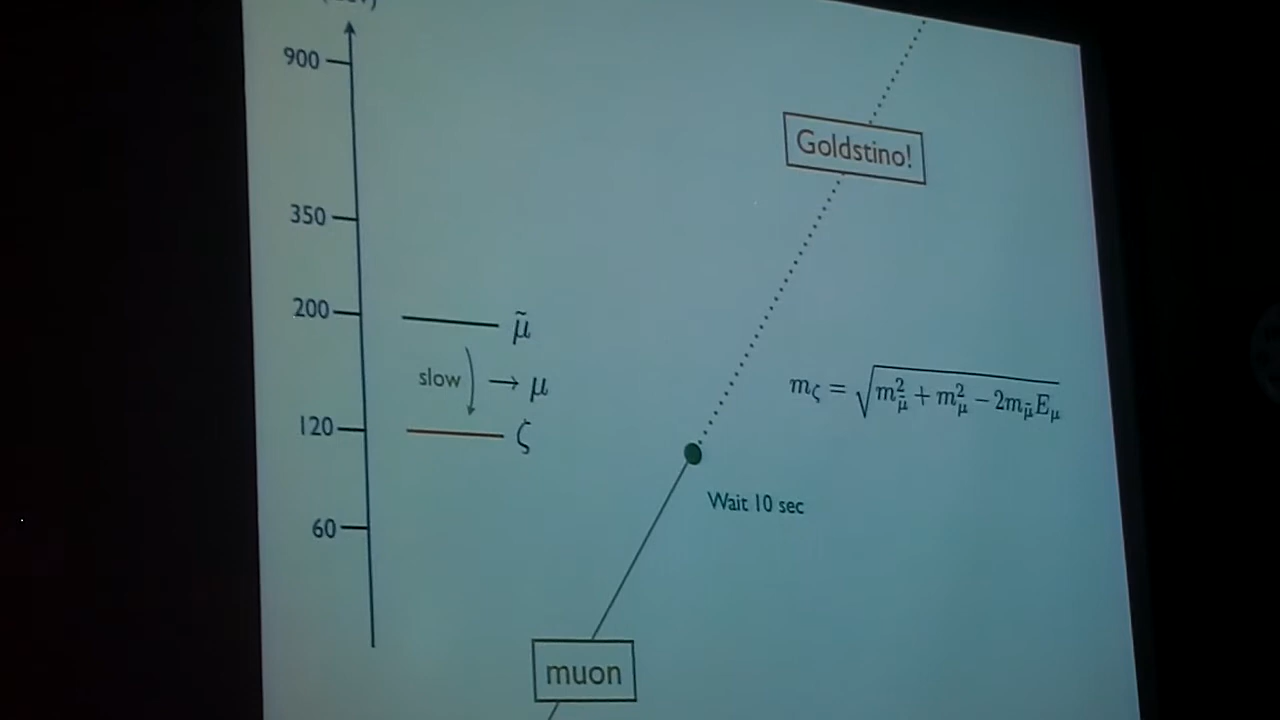 900
Goldstino!
350
200
μ̃
slow → μ
m_ζ = √(m²_μ̃ + m²_μ − 2m_μ̃E_μ)
120
ζ
Wait 10 sec
60
muon